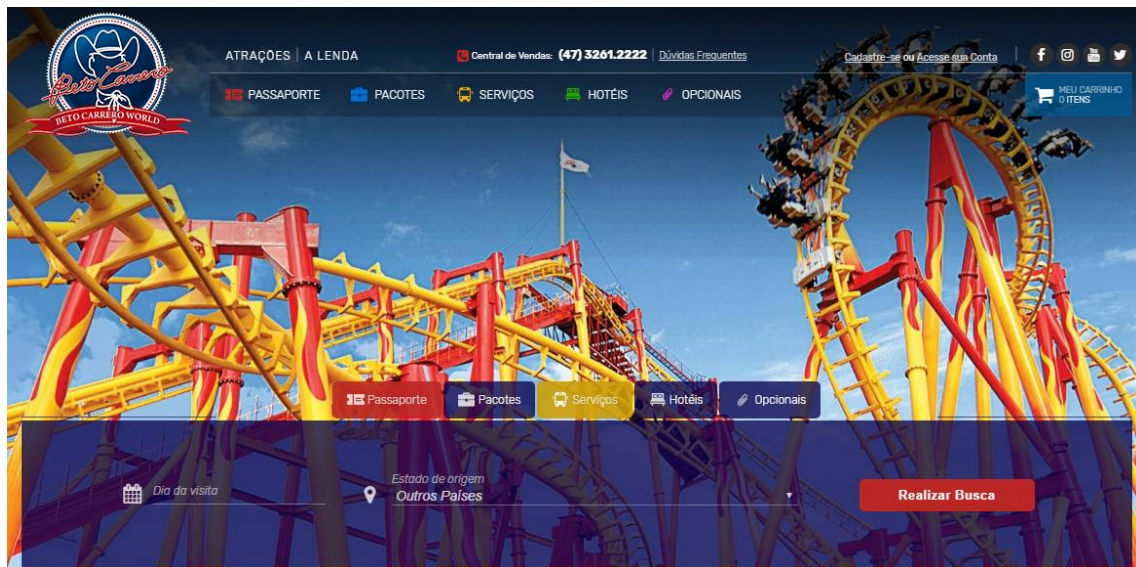 Beto Carrero
BETO CARRERO WORLD
ATRAÇÕES | A LENDA
Central de Vendas: (47) 3261.2222 | Dúvidas Frequentes
Cadastre-se ou Acesse sua Conta
PASSAPORTE
PACOTES
SERVIÇOS
HOTÉIS
OPCIONAIS
MEU CARRINHO
0 ITENS
Passaporte
Pacotes
Serviços
Hotéis
Opcionais
Dia da visita
Estado de origem
Outros Países
Realizar Busca